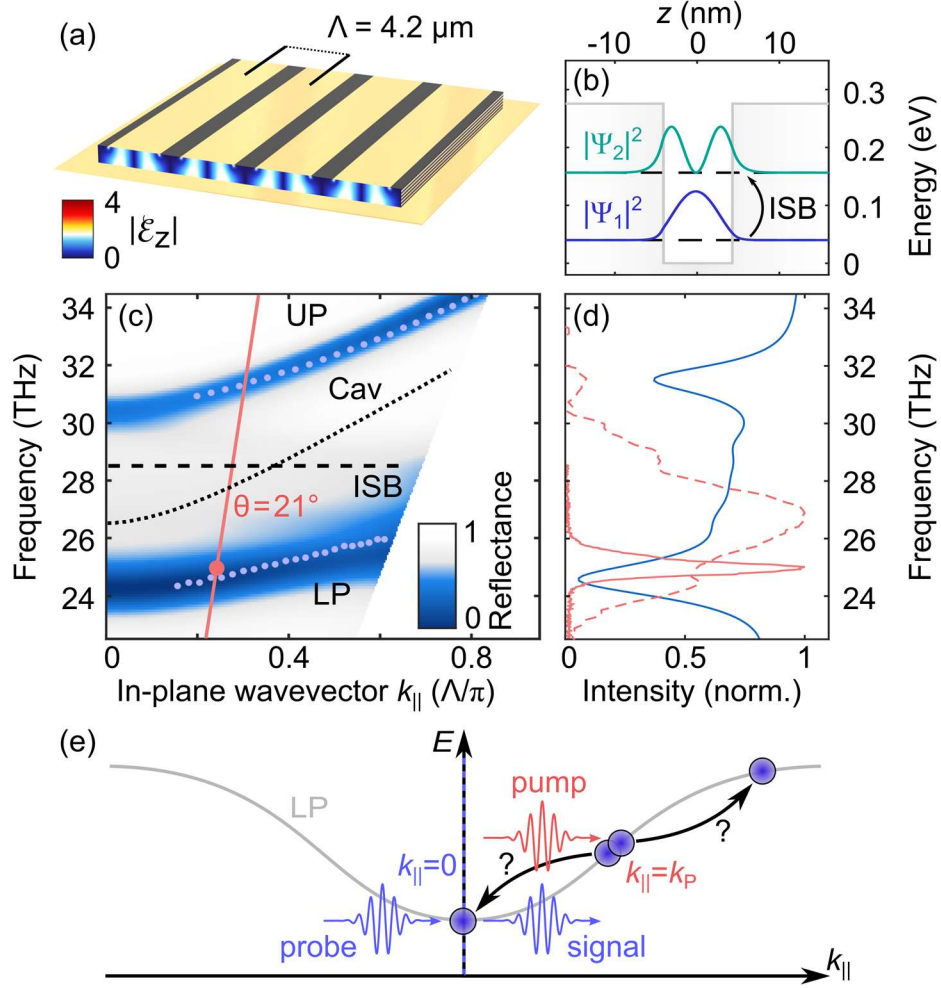 (a)
Λ = 4.2 µm
4
0
|ℰz|
z (nm)
-10 0 10
(b)
0.3
0.2
0.1
0
Energy (eV)
|Ψ2|²
|Ψ1|²
ISB
(c)
UP
Cav
ISB
θ=21°
LP
1
0
Reflectance
34
32
30
28
26
24
Frequency (THz)
0 0.4 0.8
In-plane wavevector k|| (Λ/π)
(d)
34
32
30
28
26
24
Frequency (THz)
0 0.5 1
Intensity (norm.)
(e)
E
LP
pump
?
?
k||=0
k||=kP
probe
signal
k||